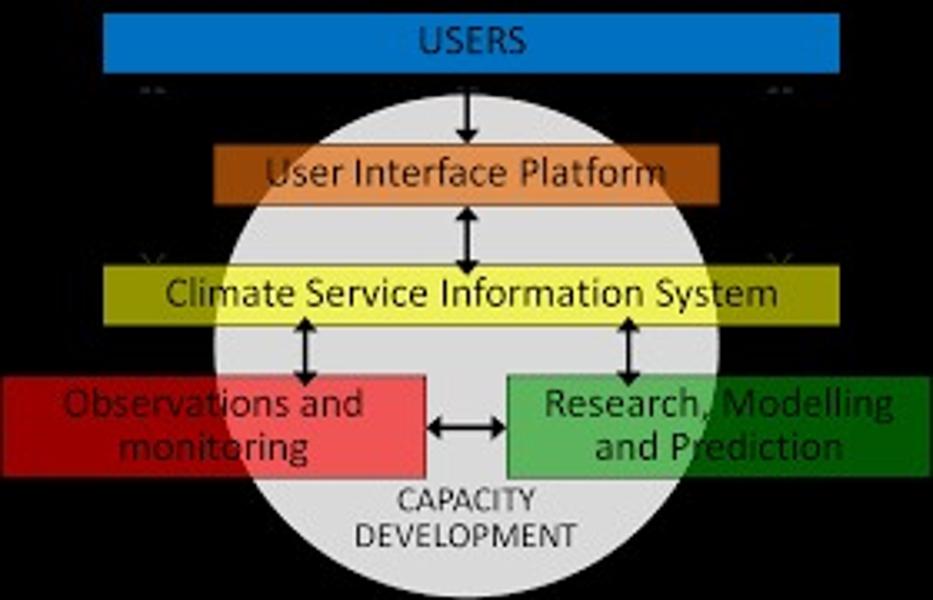 USERS
User Interface Platform
Climate Service Information System
Observations and
monitoring
Research, Modelling
and Prediction
CAPACITY
DEVELOPMENT